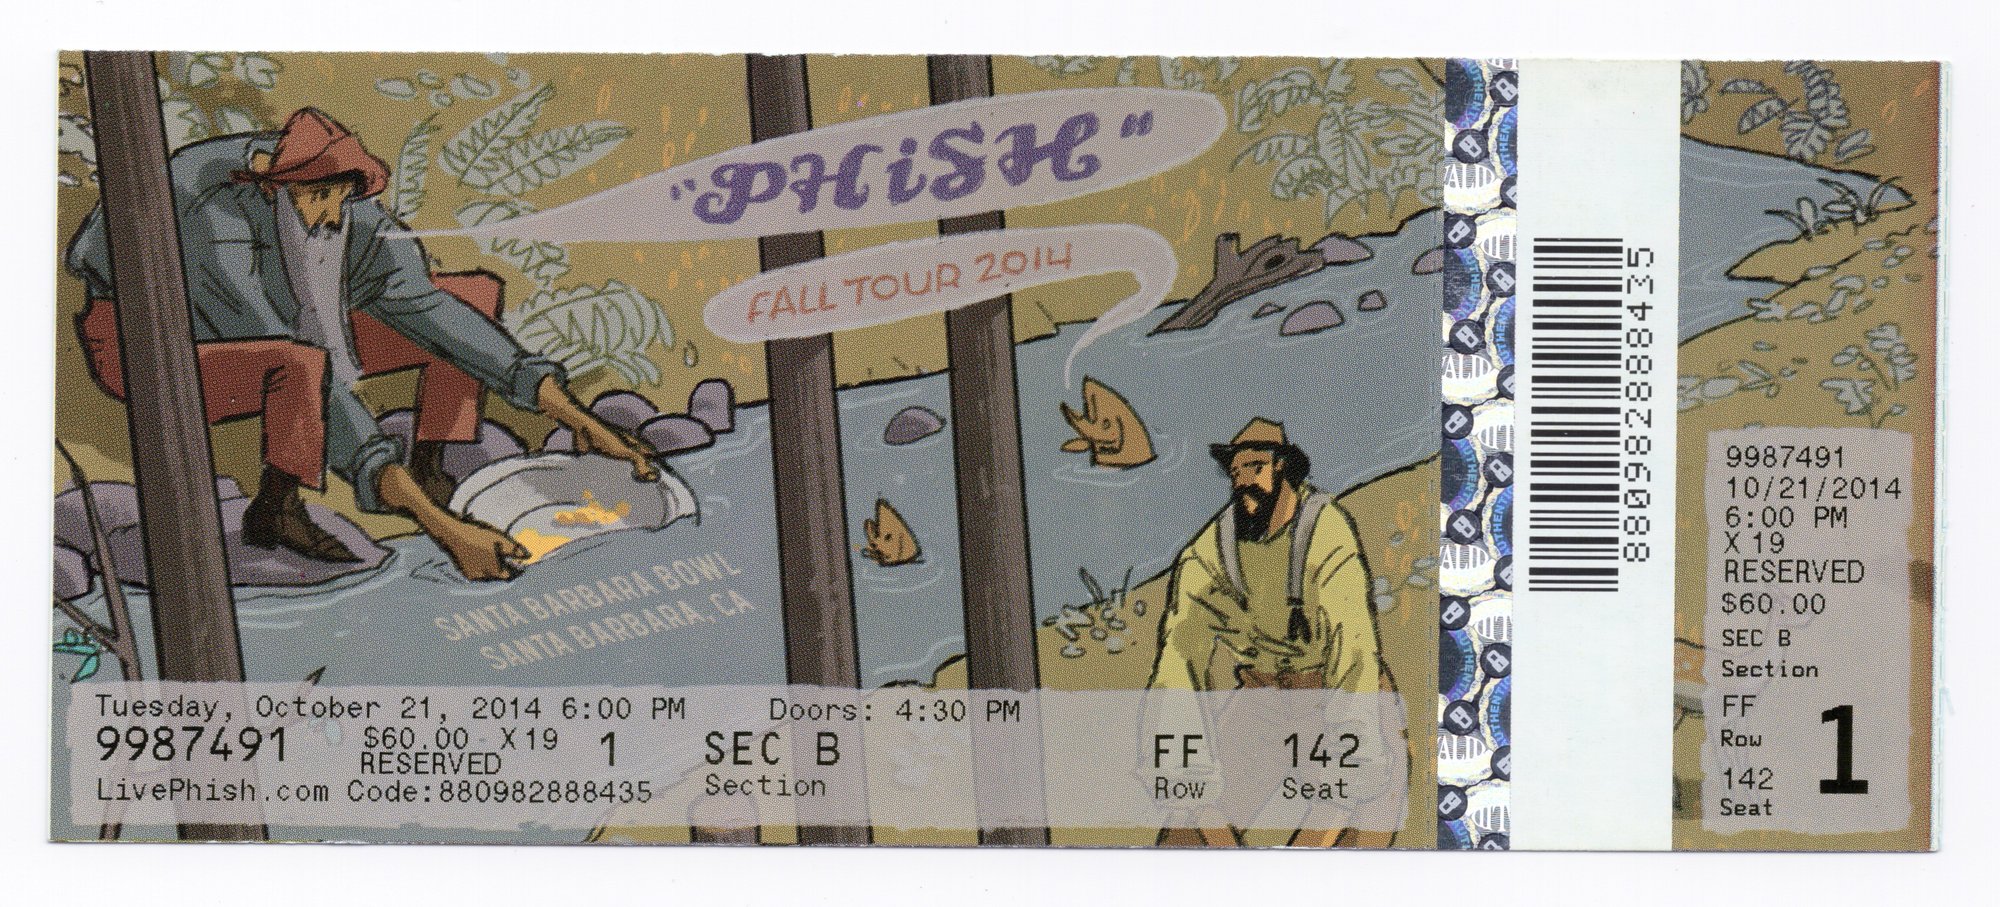 "PHiSH"
FALL TOUR 2014
SANTA BARBARA BOWL
SANTA BARBARA, CA
Tuesday, October 21, 2014 6:00 PM Doors: 4:30 PM
9987491 $60.00 X19 1 SEC B FF 142
RESERVED Section Row Seat
LivePhish.com Code:880982888435
880982888435
9987491
10/21/2014
6:00 PM
X 19
RESERVED
$60.00
SEC B
Section
FF
Row
142
Seat
1
VALID
AUTHENTIC